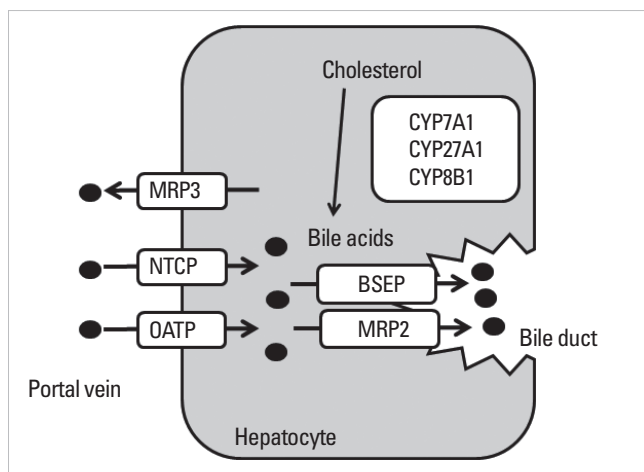 Cholesterol
CYP7A1
CYP27A1
CYP8B1
MRP3
Bile acids
NTCP
BSEP
OATP
MRP2
Bile duct
Portal vein
Hepatocyte